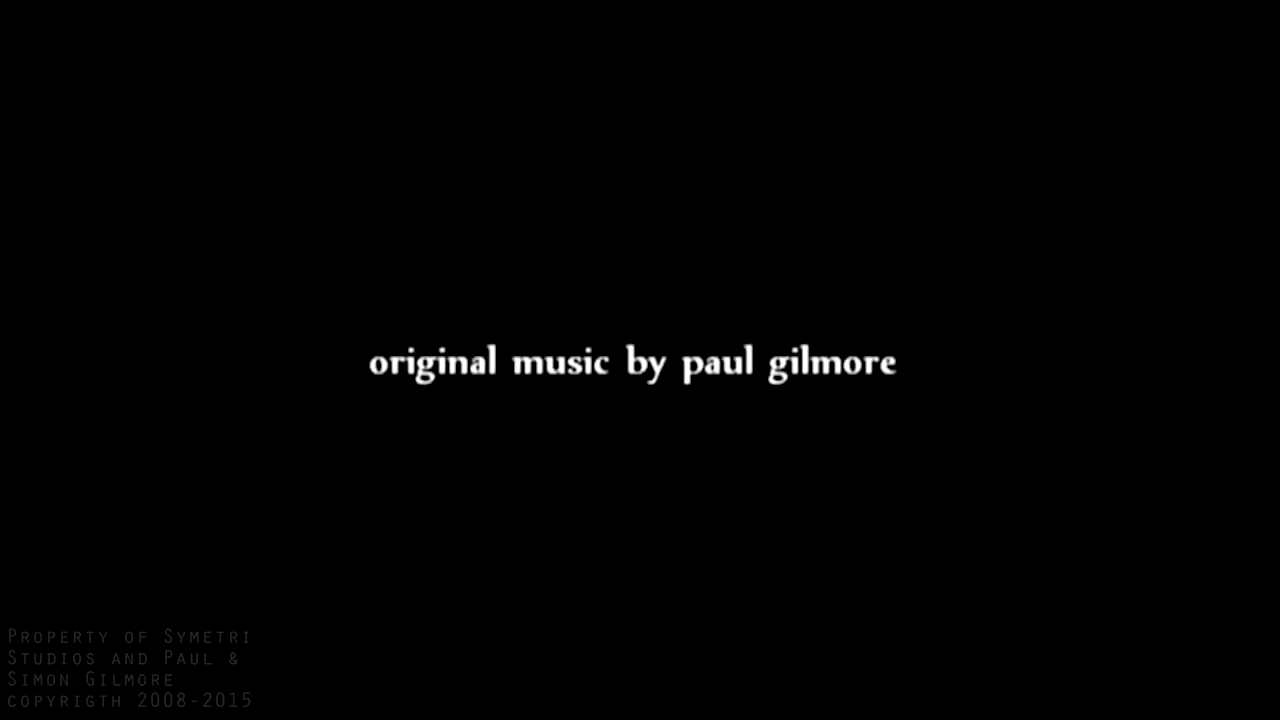 original music by paul gilmore
Property of Symetri
Studios and Paul &
Simon Gilmore
copyrigth 2008-2015